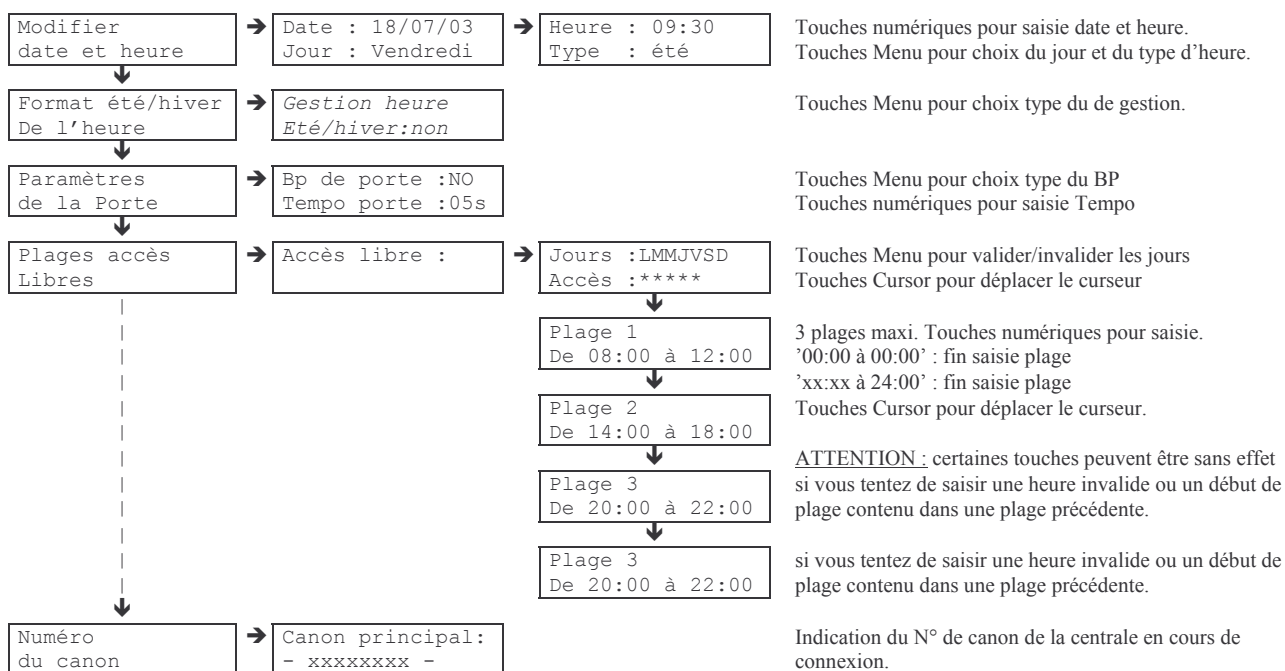 Modifier
date et heure
Date : 18/07/03
Jour : Vendredi
Heure : 09:30
Type : été
Touches numériques pour saisie date et heure.
Touches Menu pour choix du jour et du type d’heure.
Format été/hiver
De l’heure
Gestion heure
Eté/hiver:non
Touches Menu pour choix type du de gestion.
Paramètres
de la Porte
Bp de porte :NO
Tempo porte :05s
Touches Menu pour choix type du BP
Touches numériques pour saisie Tempo
Plages accès
Libres
Accès libre :
Jours :LMMJVSD
Accès :*****
Touches Menu pour valider/invalider les jours
Touches Cursor pour déplacer le curseur
Plage 1
De 08:00 à 12:00
3 plages maxi. Touches numériques pour saisie.
’00:00 à 00:00’ : fin saisie plage
’xx:xx à 24:00’ : fin saisie plage
Touches Cursor pour déplacer le curseur.
Plage 2
De 14:00 à 18:00
ATTENTION : certaines touches peuvent être sans effet
si vous tentez de saisir une heure invalide ou un début de
plage contenu dans une plage précédente.
Plage 3
De 20:00 à 22:00
Plage 3
De 20:00 à 22:00
si vous tentez de saisir une heure invalide ou un début de
plage contenu dans une plage précédente.
Numéro
du canon
Canon principal:
- xxxxxxxx -
Indication du N° de canon de la centrale en cours de
connexion.